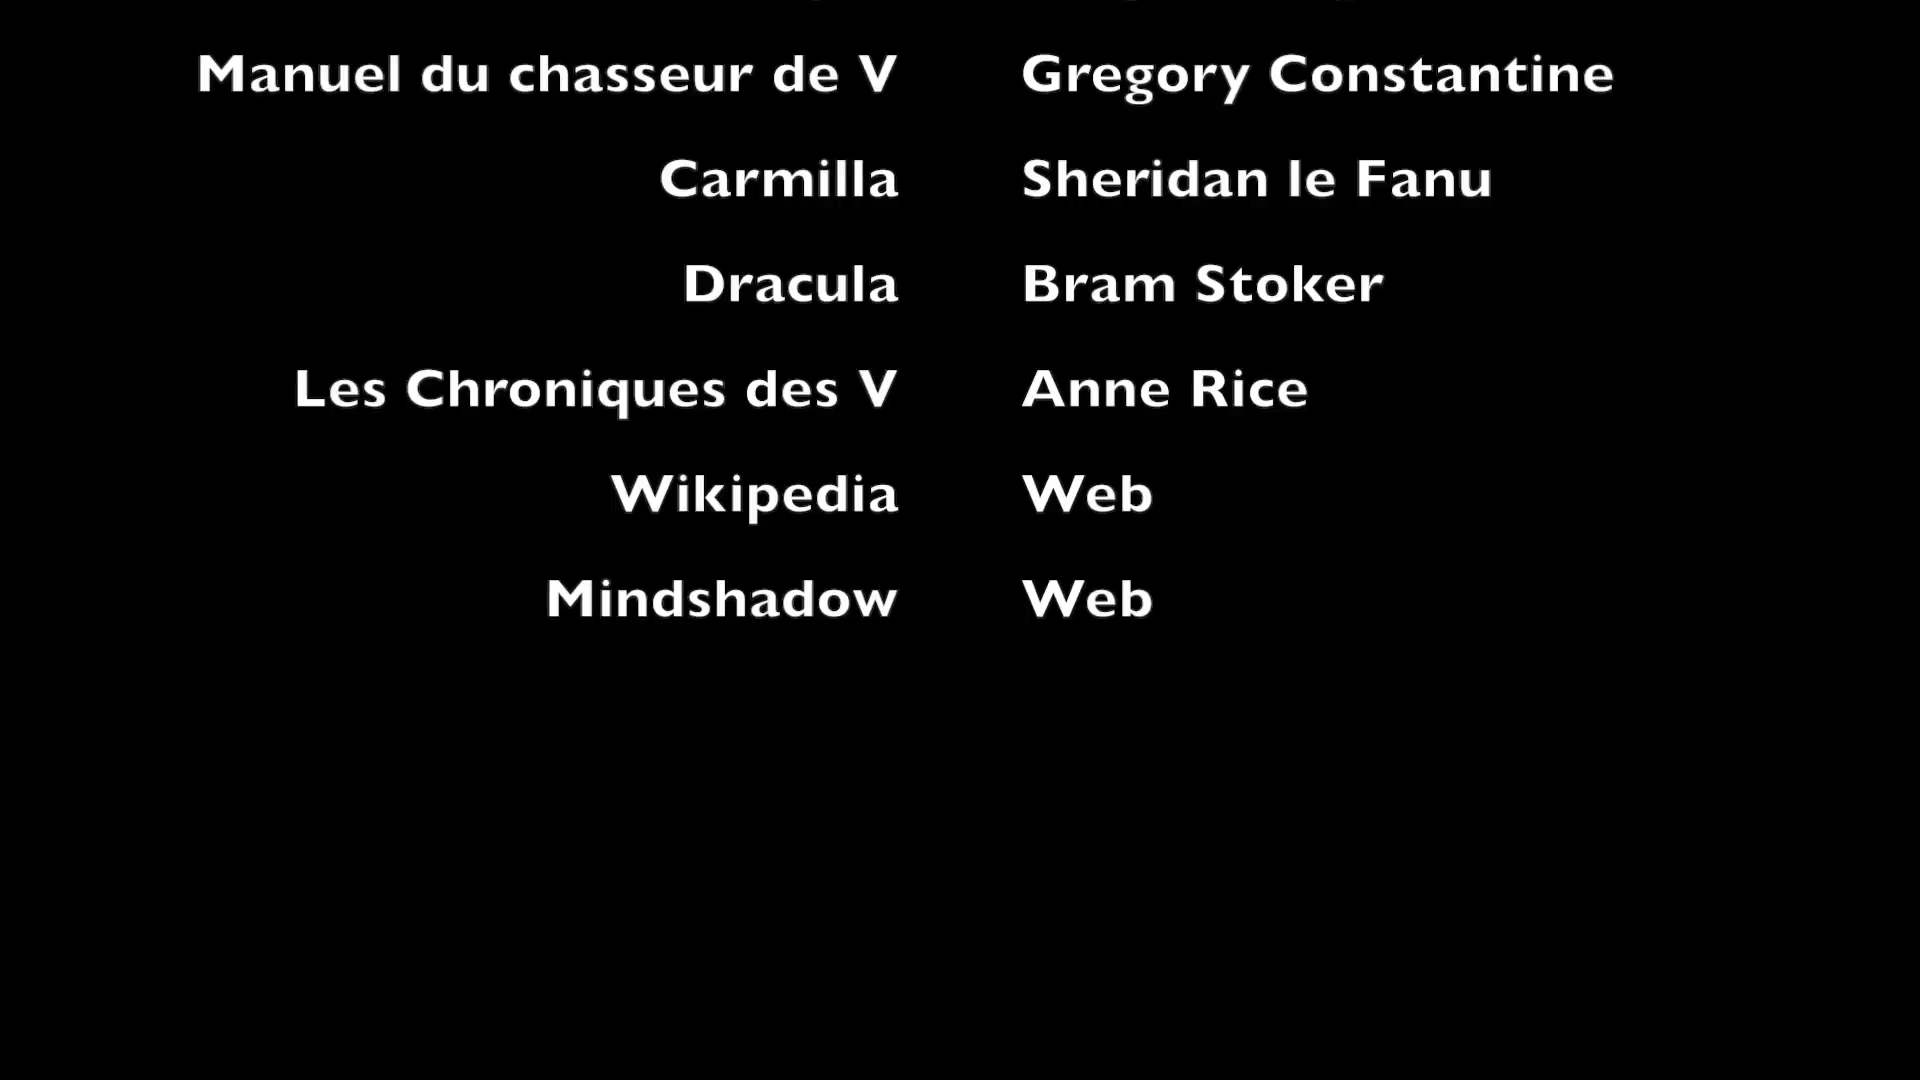 Manuel du chasseur de V Gregory Constantine
Carmilla Sheridan le Fanu
Dracula Bram Stoker
Les Chroniques des V Anne Rice
Wikipedia Web
Mindshadow Web